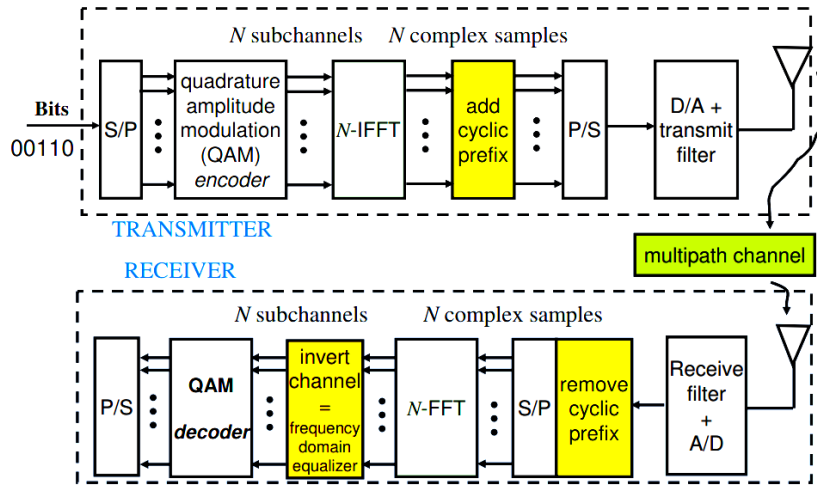 N subchannels
N complex samples
Bits
00110
S/P
quadrature
amplitude
modulation
(QAM)
encoder
N-IFFT
add
cyclic
prefix
P/S
D/A +
transmit
filter
TRANSMITTER
multipath channel
RECEIVER
N subchannels
N complex samples
P/S
QAM
decoder
invert
channel
=
frequency
domain
equalizer
N-FFT
S/P
remove
cyclic
prefix
Receive
filter
+
A/D